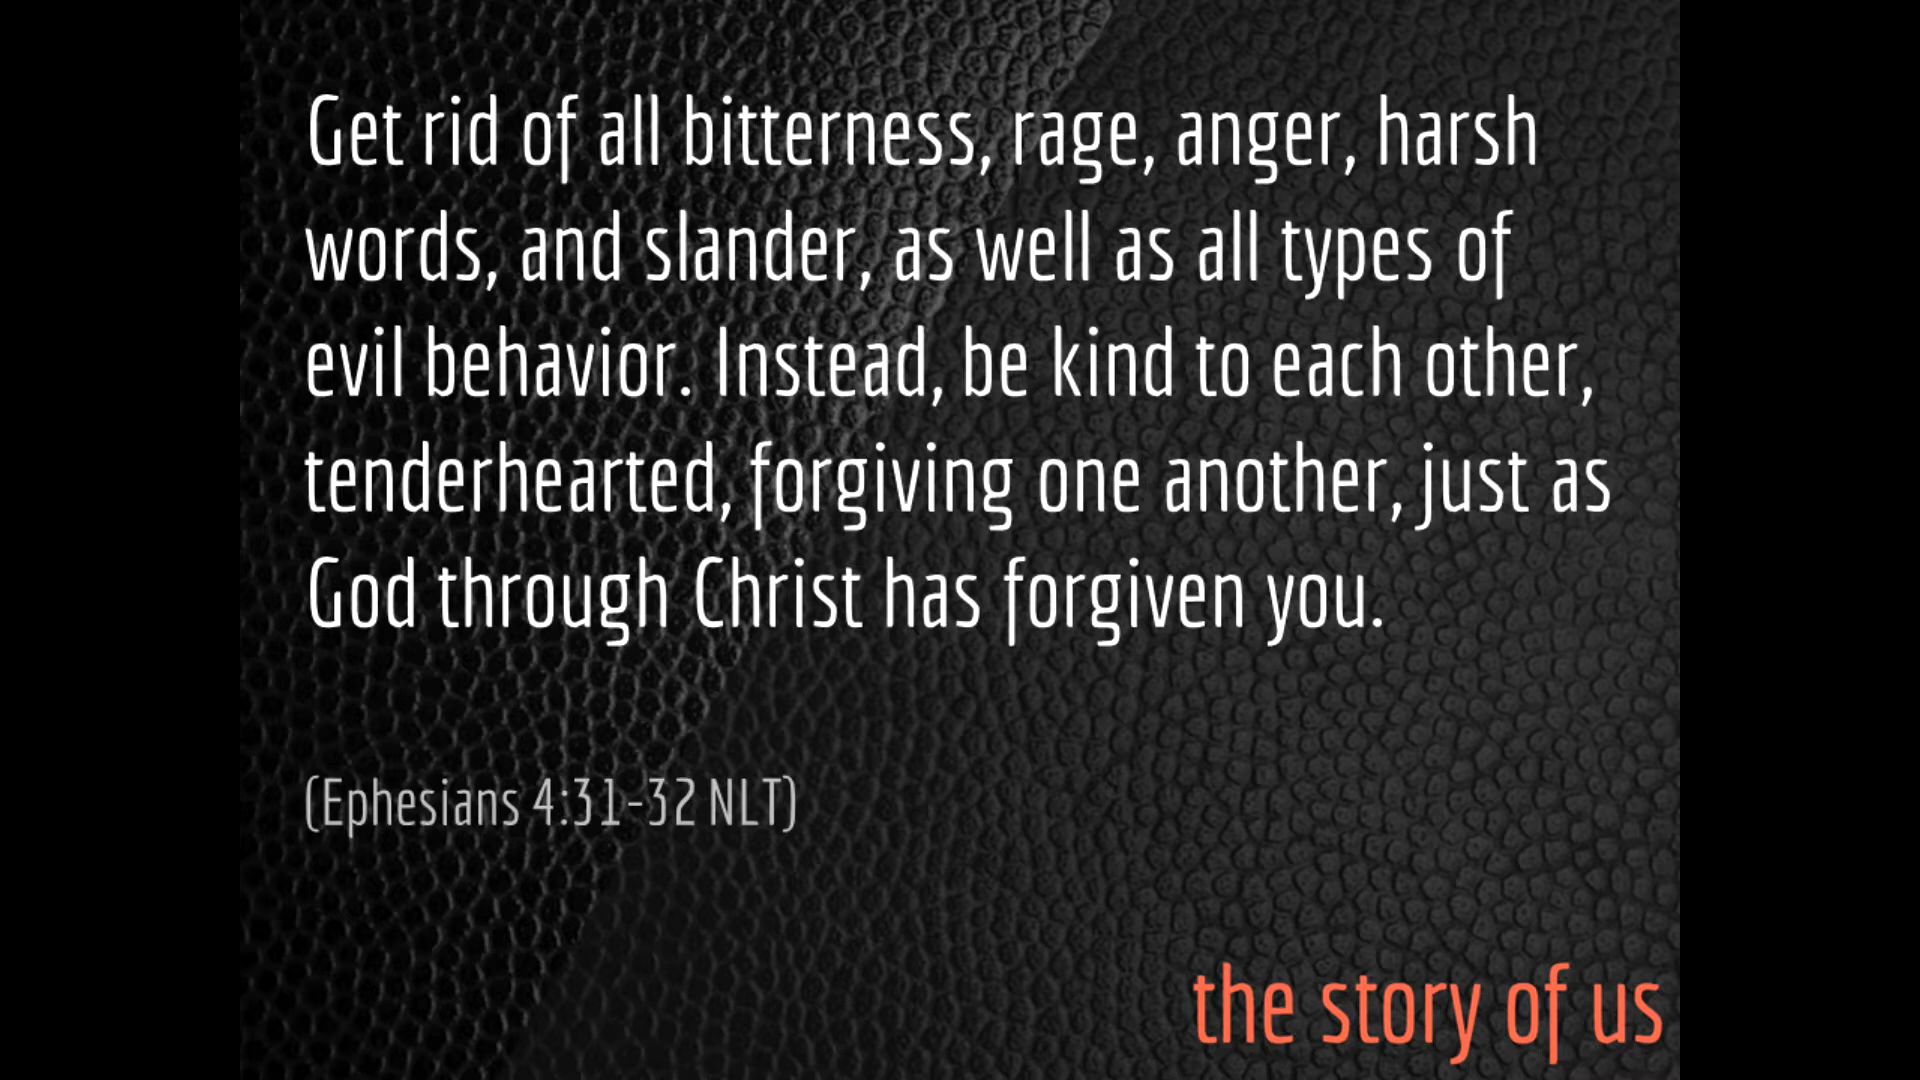 Get rid of all bitterness, rage, anger, harsh
words, and slander, as well as all types of
evil behavior. Instead, be kind to each other,
tenderhearted, forgiving one another, just as
God through Christ has forgiven you.
(Ephesians 4:31-32 NLT)
the story of us